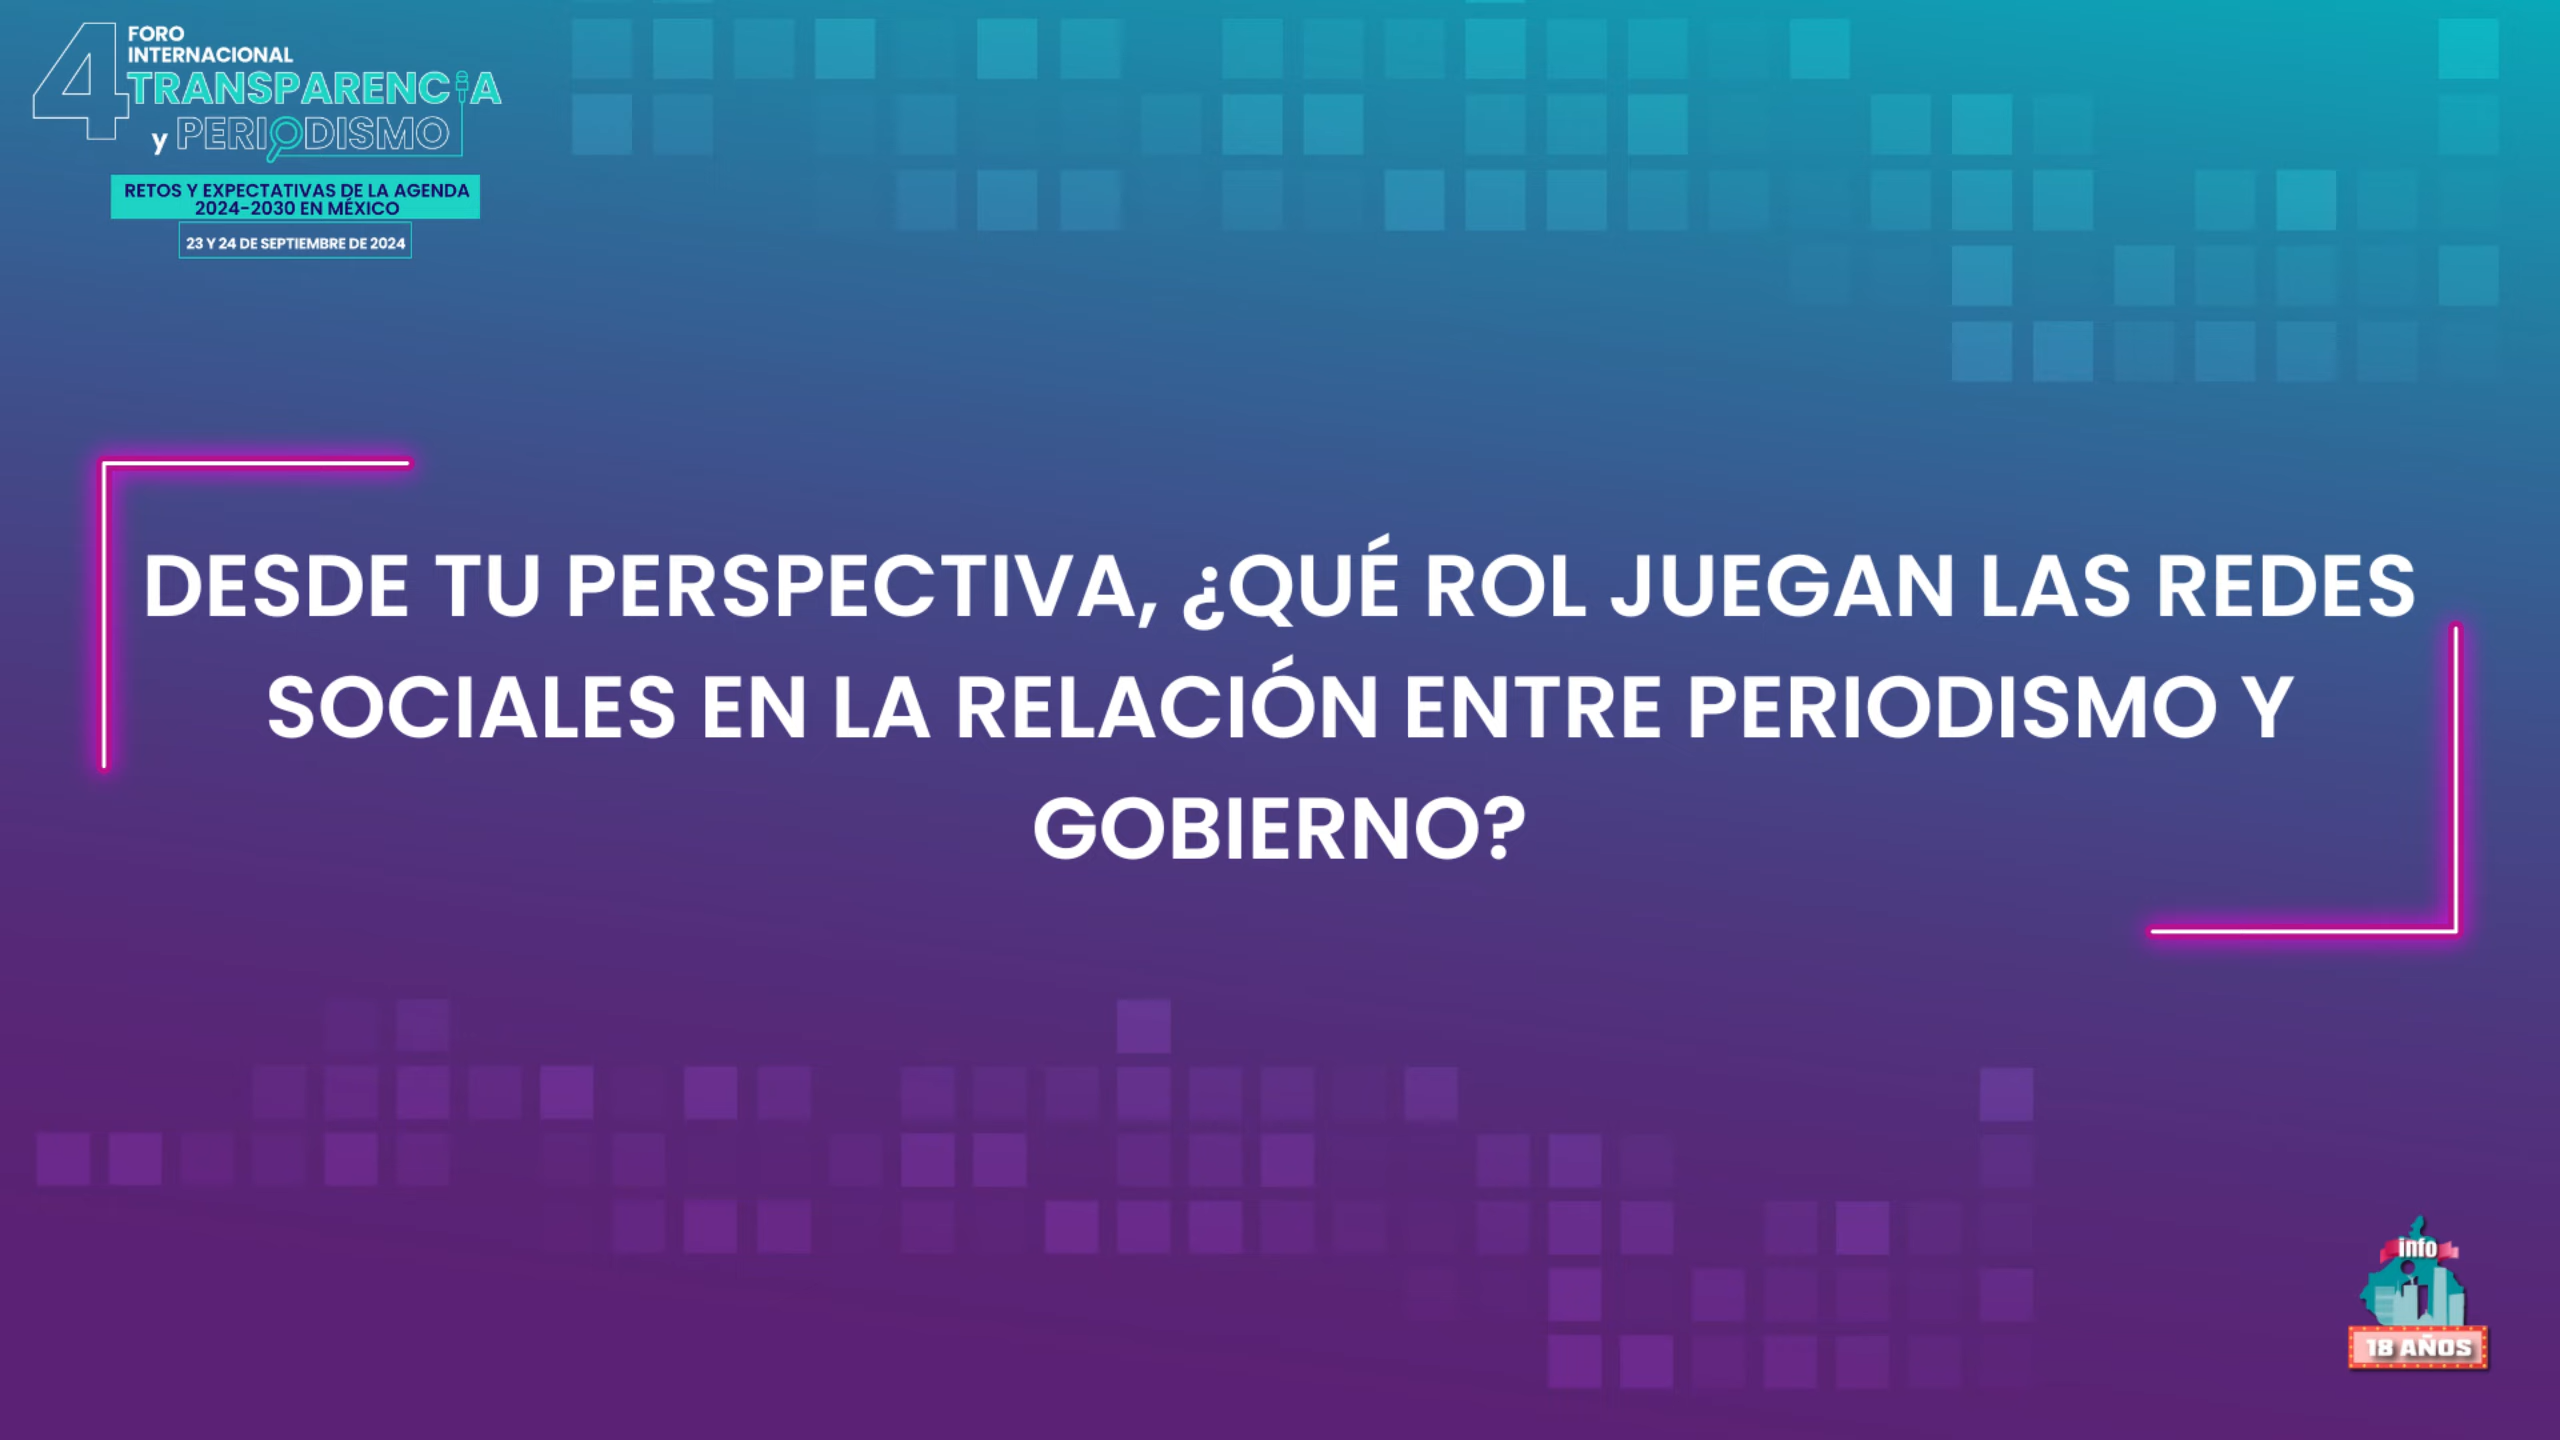 4
FORO
INTERNACIONAL
TRANSPARENCIA
y PERIODISMO
RETOS Y EXPECTATIVAS DE LA AGENDA
2024-2030 EN MÉXICO
23 Y 24 DE SEPTIEMBRE DE 2024
DESDE TU PERSPECTIVA, ¿QUÉ ROL JUEGAN LAS REDES
SOCIALES EN LA RELACIÓN ENTRE PERIODISMO Y
GOBIERNO?
info
18 AÑOS